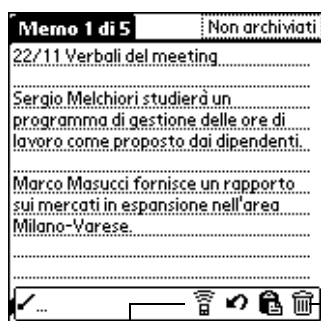 Memo 1 di 5 Non archiviati
22/11 Verbali del meeting
Sergio Melchiori studierà un
programma di gestione delle ore di
lavoro come proposto dai dipendenti.
Marco Masucci fornisce un rapporto
sui mercati in espansione nell'area
Milano-Varese.